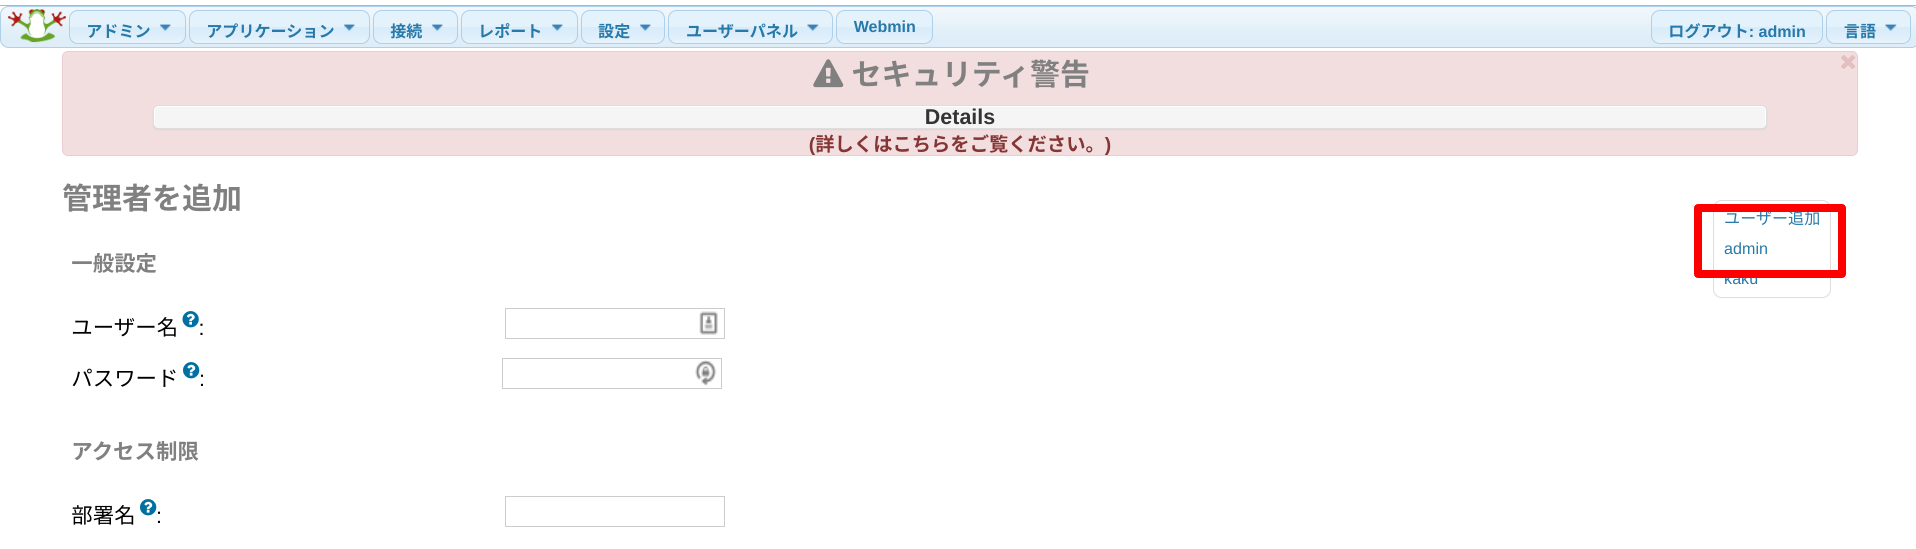 アドミン アプリケーション 接続 レポート 設定 ユーザーパネル Webmin ログアウト: admin 言語
セキュリティ警告
Details
(詳しくはこちらをご覧ください。)
管理者を追加
ユーザー追加
admin
kaku
一般設定
ユーザー名 ?:
パスワード ?:
アクセス制限
部署名 ?: